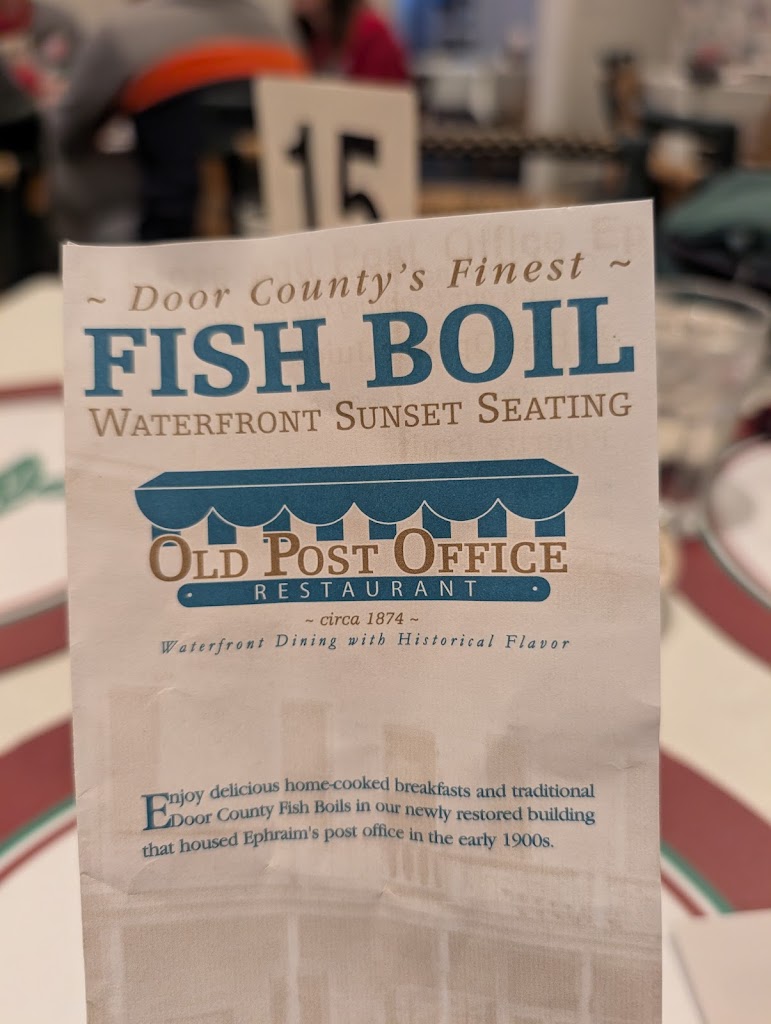 15
~ Door County's Finest ~
FISH BOIL
WATERFRONT SUNSET SEATING
OLD POST OFFICE
RESTAURANT
~ circa 1874 ~
Waterfront Dining with Historical Flavor
Enjoy delicious home-cooked breakfasts and traditional
Door County Fish Boils in our newly restored building
that housed Ephraim's post office in the early 1900s.